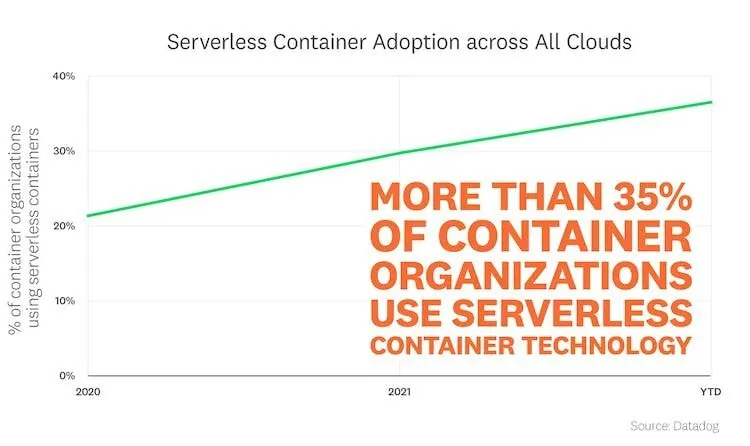 Serverless Container Adoption across All Clouds
% of container organizations
using serverless containers
40%
30%
20%
10%
0%
MORE THAN 35%
OF CONTAINER
ORGANIZATIONS
USE SERVERLESS
CONTAINER TECHNOLOGY
2020
2021
YTD
Source: Datadog